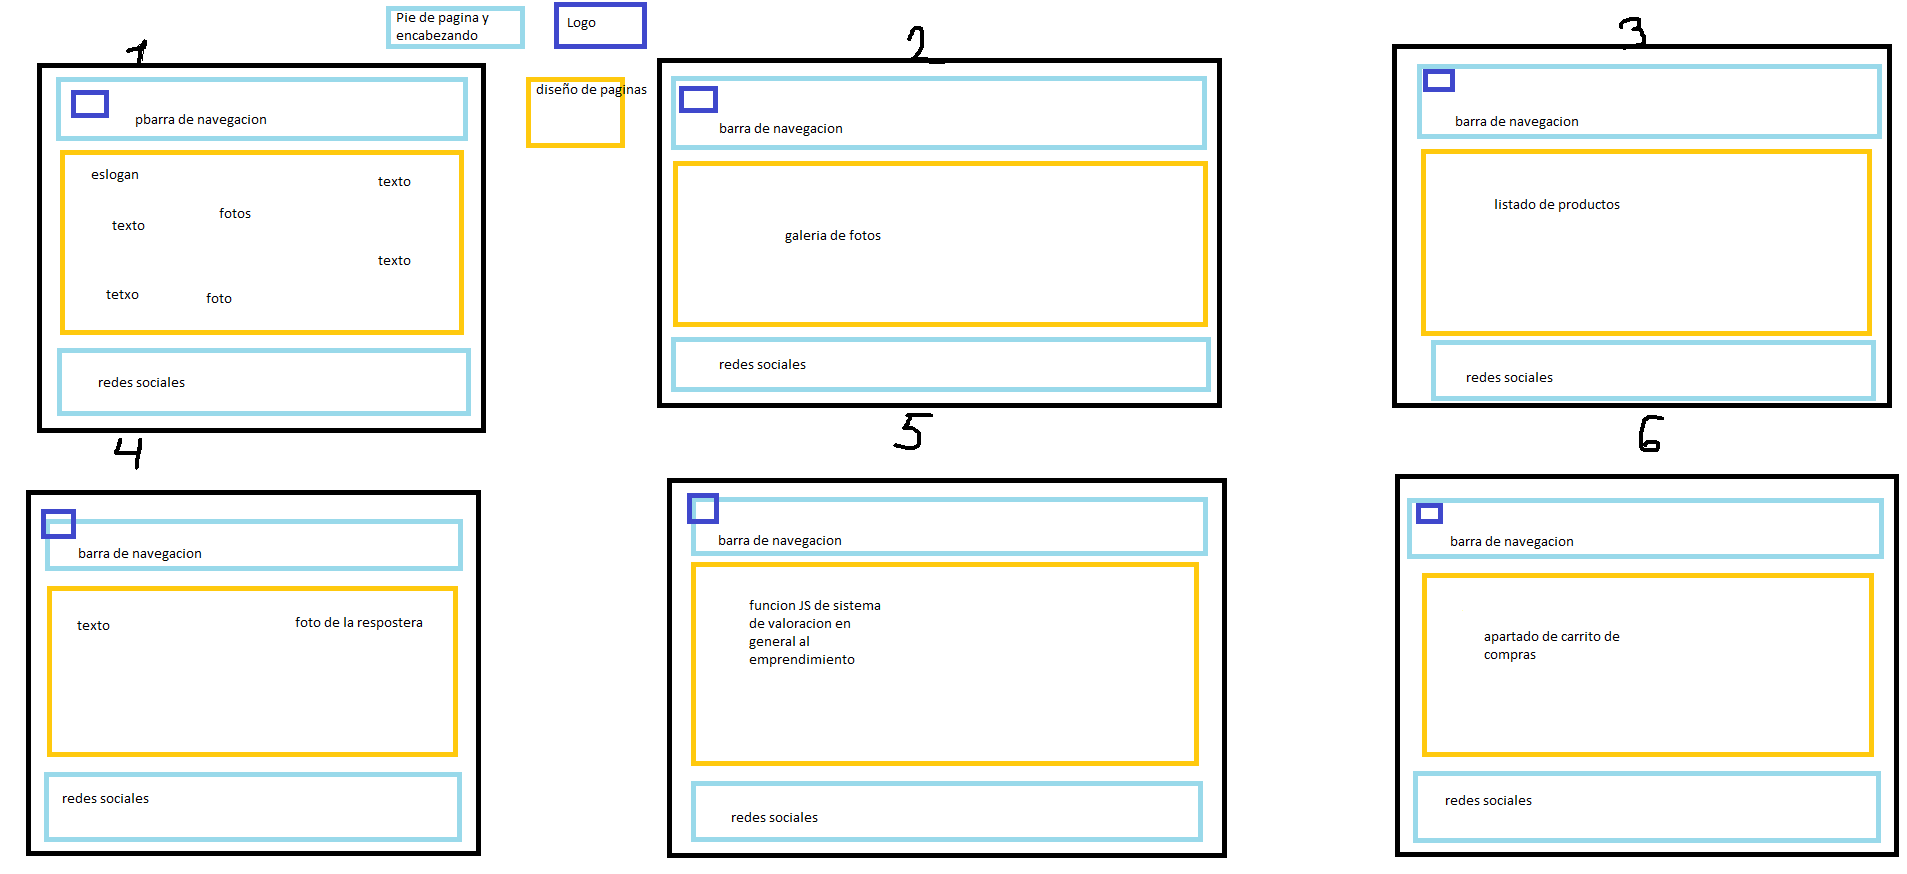 Pie de pagina y
encabezando
Logo
diseño de paginas
1
pbarra de navegacion
eslogan
texto
fotos
texto
texto
tetxo
foto
redes sociales
2
barra de navegacion
galeria de fotos
redes sociales
3
barra de navegacion
listado de productos
redes sociales
4
barra de navegacion
texto
foto de la respostera
redes sociales
5
barra de navegacion
funcion JS de sistema
de valoracion en
general al
emprendimiento
redes sociales
6
barra de navegacion
apartado de carrito de
compras
redes sociales